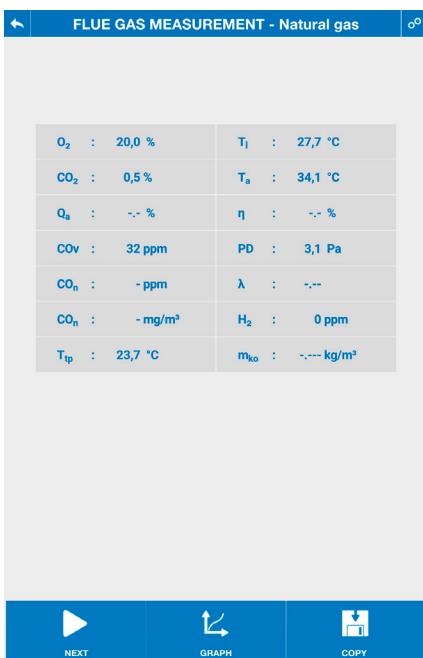 FLUE GAS MEASUREMENT - Natural gas
O₂ : 20,0 % Tₗ : 27,7 °C
CO₂ : 0,5 % Tₐ : 34,1 °C
Qₐ : -.- % η : -.- %
COv : 32 ppm PD : 3,1 Pa
COₙ : - ppm λ : -.--
COₙ : - mg/m³ H₂ : 0 ppm
Tₜₚ : 23,7 °C mₖₒ : -.--- kg/m³
NEXT GRAPH COPY